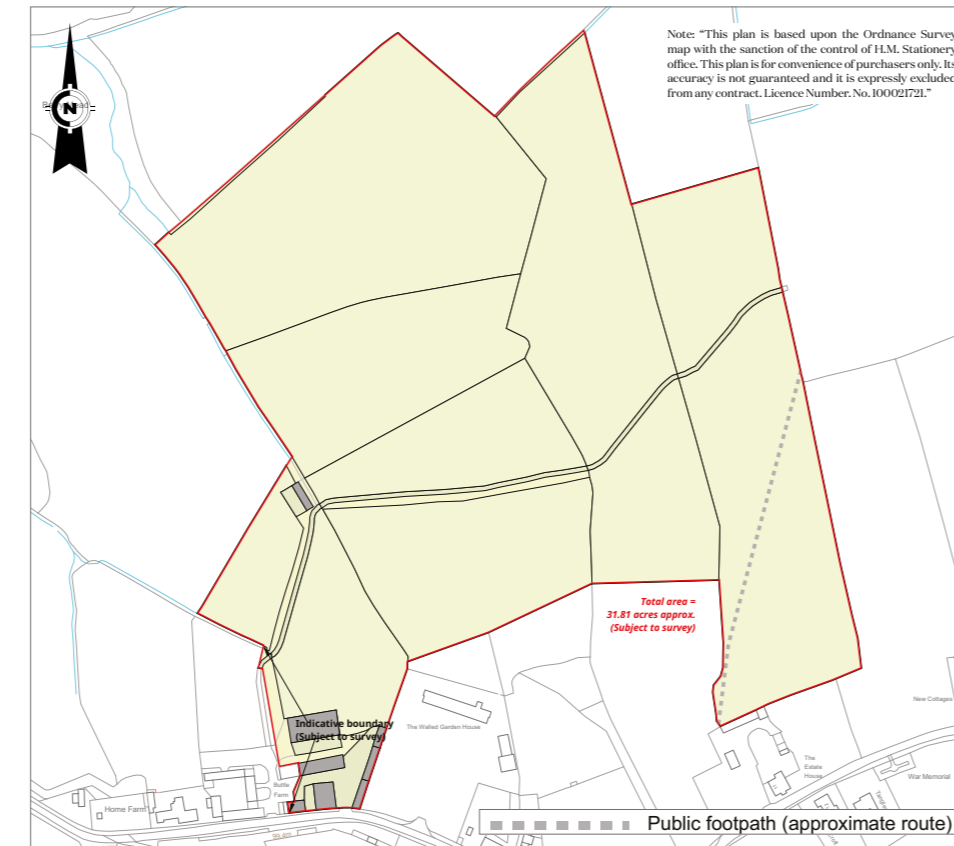 Note: “This plan is based upon the Ordnance Survey
map with the sanction of the control of H.M. Stationery
office. This plan is for convenience of purchasers only. Its
accuracy is not guaranteed and it is expressly excluded
from any contract. Licence Number. No. 100021721.”
N
Total area =
31.81 acres approx.
(Subject to survey)
New Cottages
Indicative boundary
(Subject to survey)
The Walled Garden House
The
Estate
House
War Memorial
Farm
Home Farm
Public footpath (approximate route)